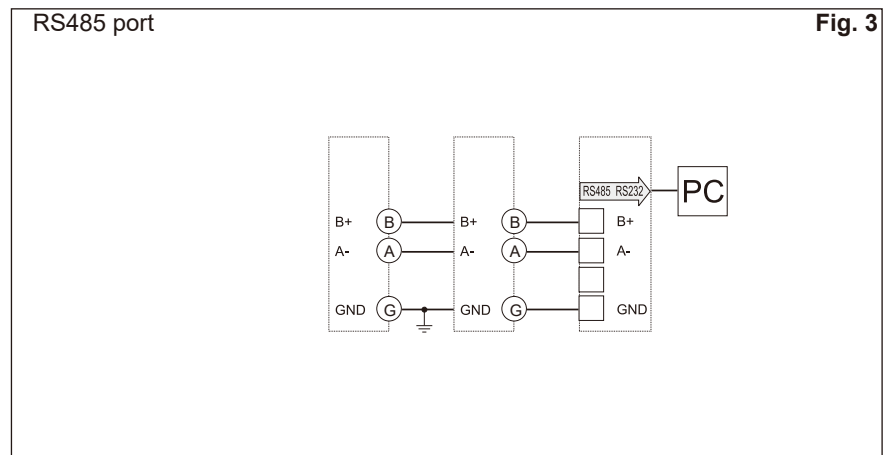 RS485 port Fig. 3
RS485 RS232 PC
B+ B B+ B B+
A- A A- A A-
GND G GND G GND